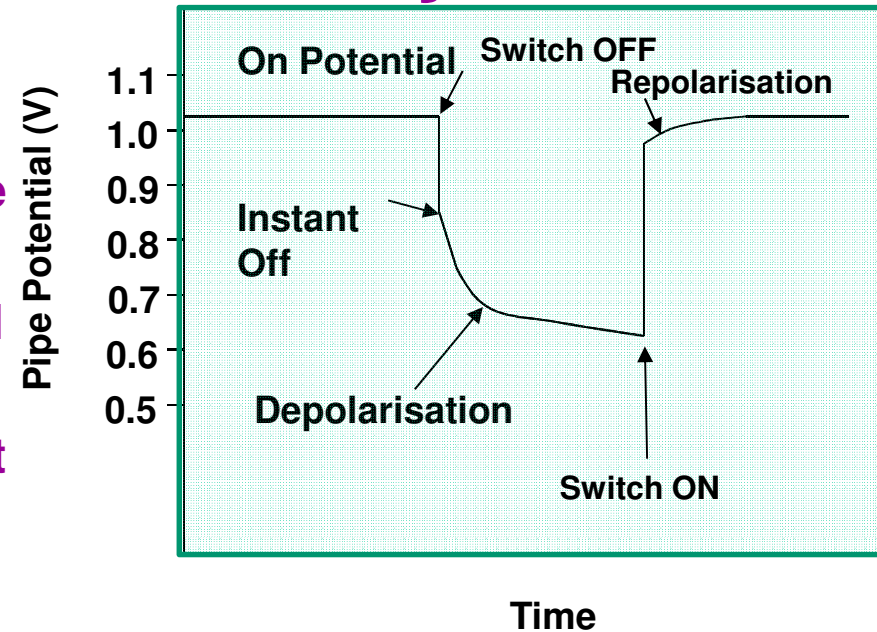 On Potential
Switch OFF
Repolarisation
1.1
1.0
0.9
0.8
0.7
0.6
0.5
Pipe Potential (V)
Instant
Off
Depolarisation
Switch ON
Time